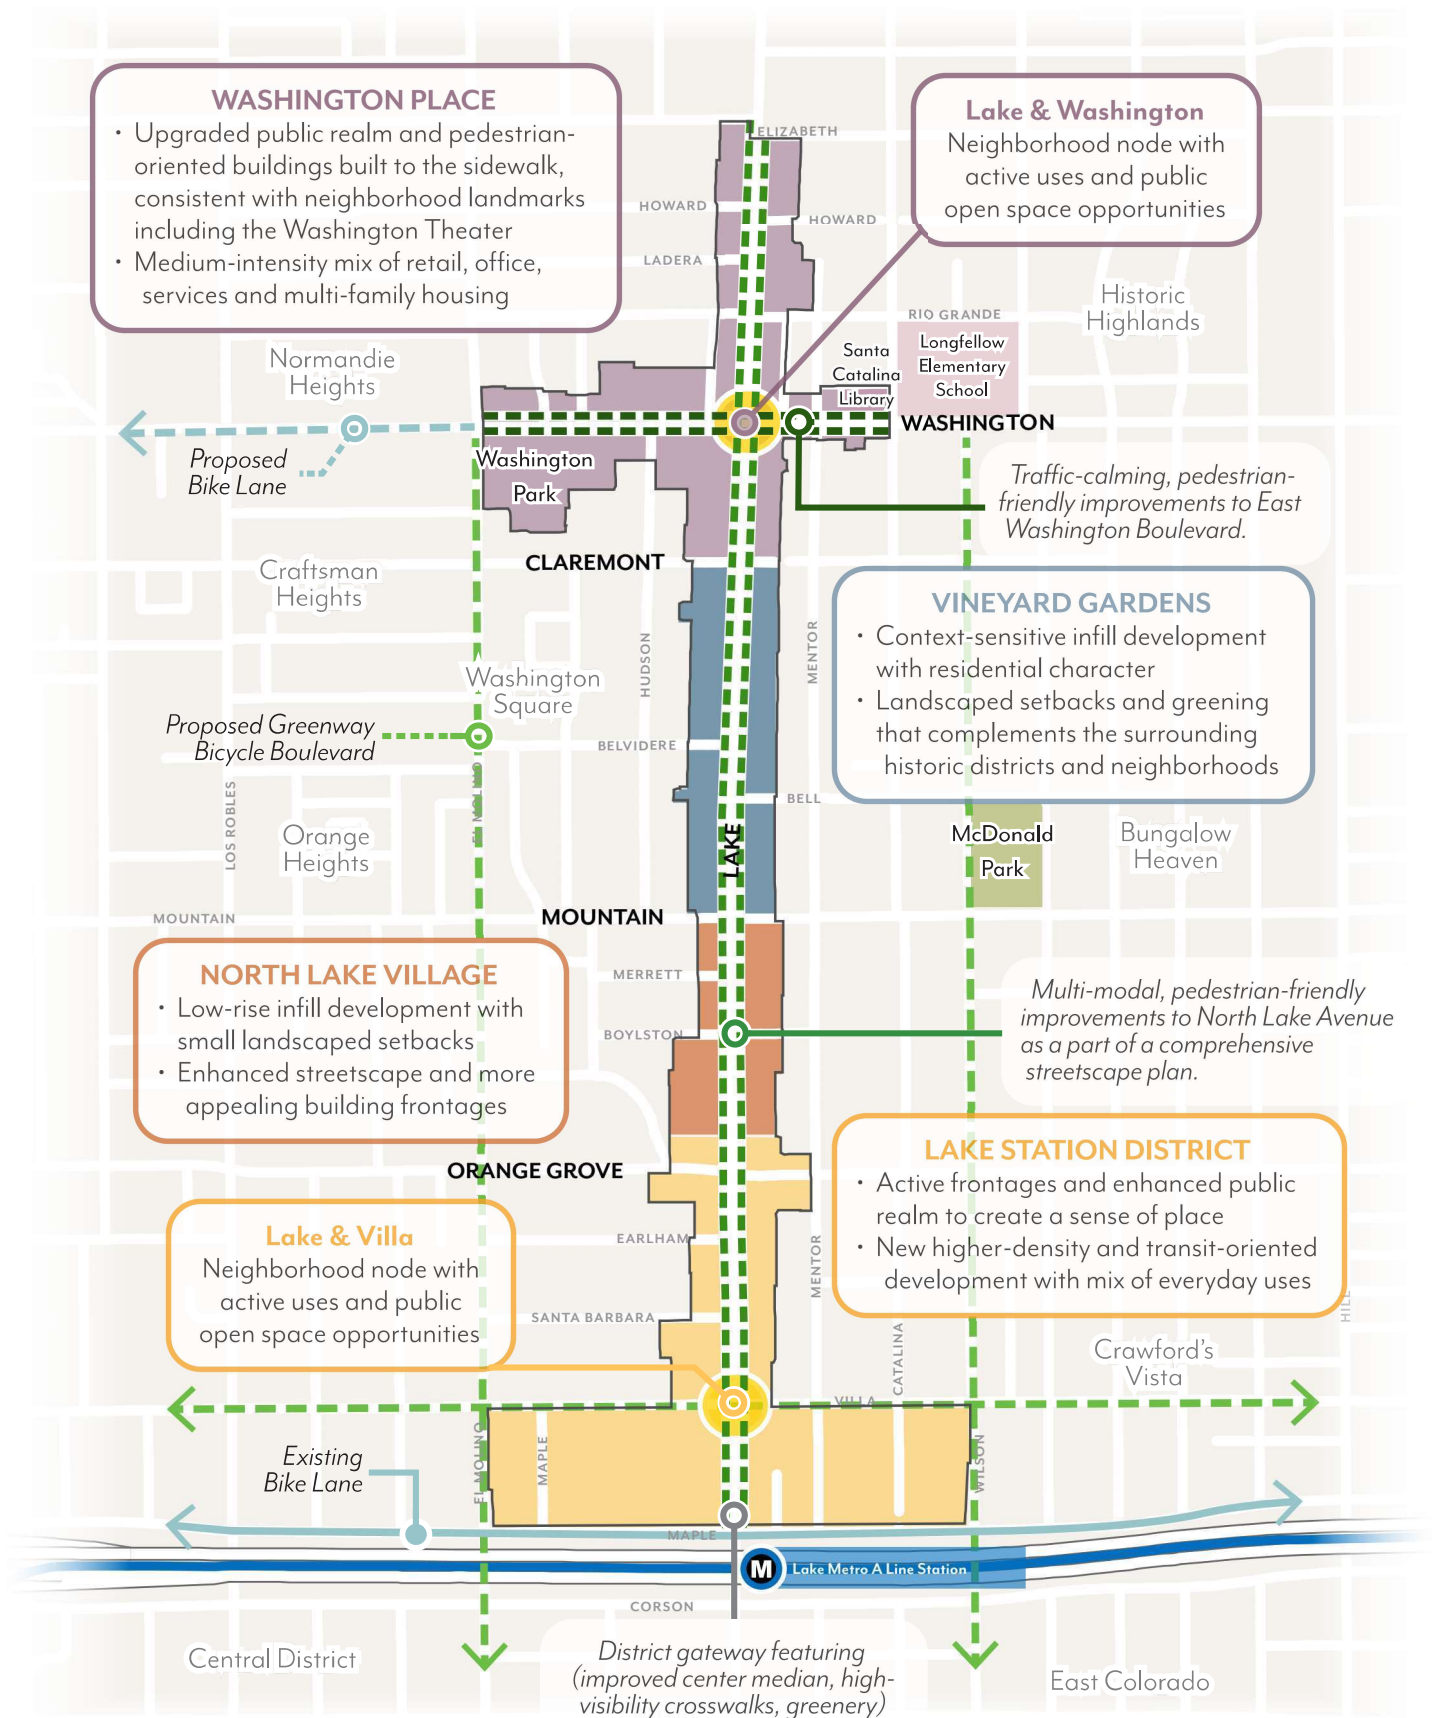 WASHINGTON PLACE
• Upgraded public realm and pedestrian-
oriented buildings built to the sidewalk,
consistent with neighborhood landmarks
including the Washington Theater
• Medium-intensity mix of retail, office,
services and multi-family housing
Lake & Washington
Neighborhood node with
active uses and public
open space opportunities
ELIZABETH
HOWARD
HOWARD
LADERA
RIO GRANDE
Historic
Highlands
Normandie
Heights
Santa
Catalina
Library
Longfellow
Elementary
School
WASHINGTON
Proposed
Bike Lane
Washington
Park
Traffic-calming, pedestrian-
friendly improvements to East
Washington Boulevard.
CLAREMONT
Craftsman
Heights
VINEYARD GARDENS
• Context-sensitive infill development
with residential character
• Landscaped setbacks and greening
that complements the surrounding
historic districts and neighborhoods
HUDSON
MENTOR
Washington
Square
Proposed Greenway
Bicycle Boulevard
BELVIDERE
BELL
EL MOLINO
LOS ROBLES
Orange
Heights
LAKE
McDonald
Park
Bungalow
Heaven
MOUNTAIN
MOUNTAIN
NORTH LAKE VILLAGE
• Low-rise infill development with
small landscaped setbacks
• Enhanced streetscape and more
appealing building frontages
MERRETT
BOYLSTON
Multi-modal, pedestrian-friendly
improvements to North Lake Avenue
as a part of a comprehensive
streetscape plan.
ORANGE GROVE
LAKE STATION DISTRICT
• Active frontages and enhanced public
realm to create a sense of place
• New higher-density and transit-oriented
development with mix of everyday uses
Lake & Villa
Neighborhood node with
active uses and public
open space opportunities
EARLHAM
MENTOR
SANTA BARBARA
CATALINA
HILL
Crawford's
Vista
VILLA
Existing
Bike Lane
EL MOLINO
MAPLE
WILSON
MAPLE
M
Lake Metro A Line Station
CORSON
Central District
District gateway featuring
(improved center median, high-
visibility crosswalks, greenery)
East Colorado